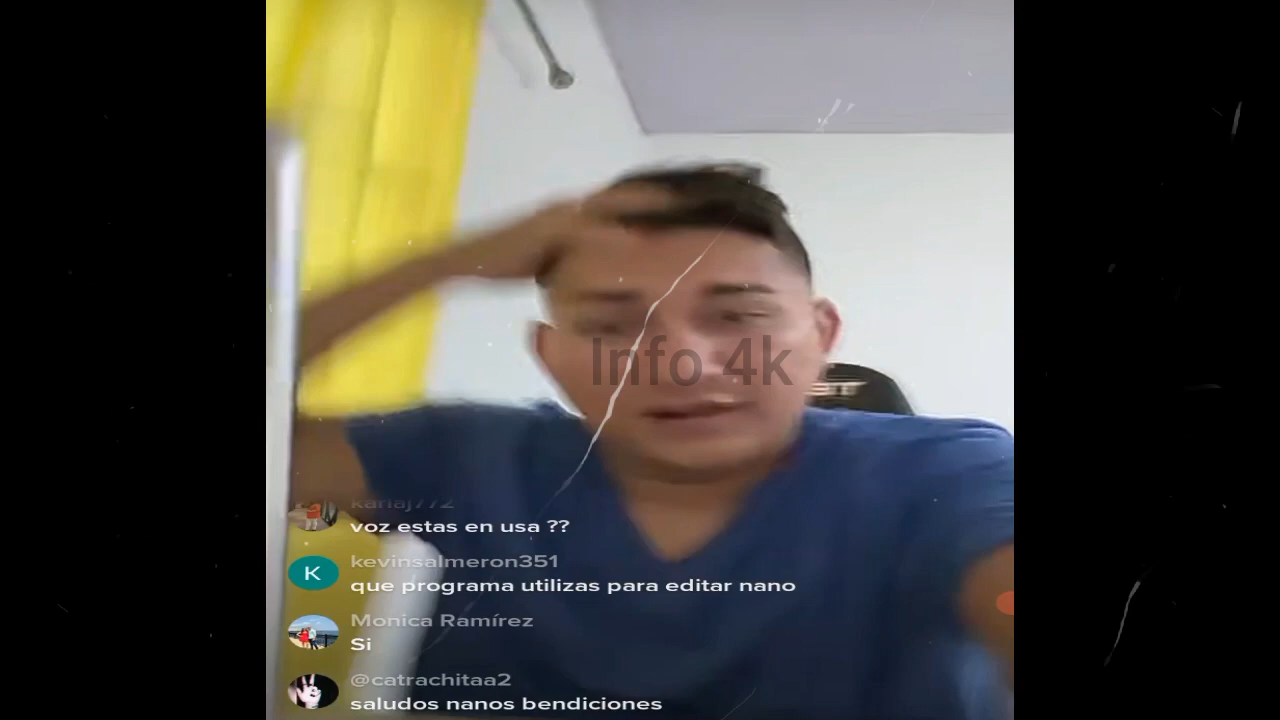 Info 4k
karlaj772
voz estas en usa ??
K
kevinsalmeron351
que programa utilizas para editar nano
Monica Ramírez
Si
@catrachitaa2
saludos nanos bendiciones